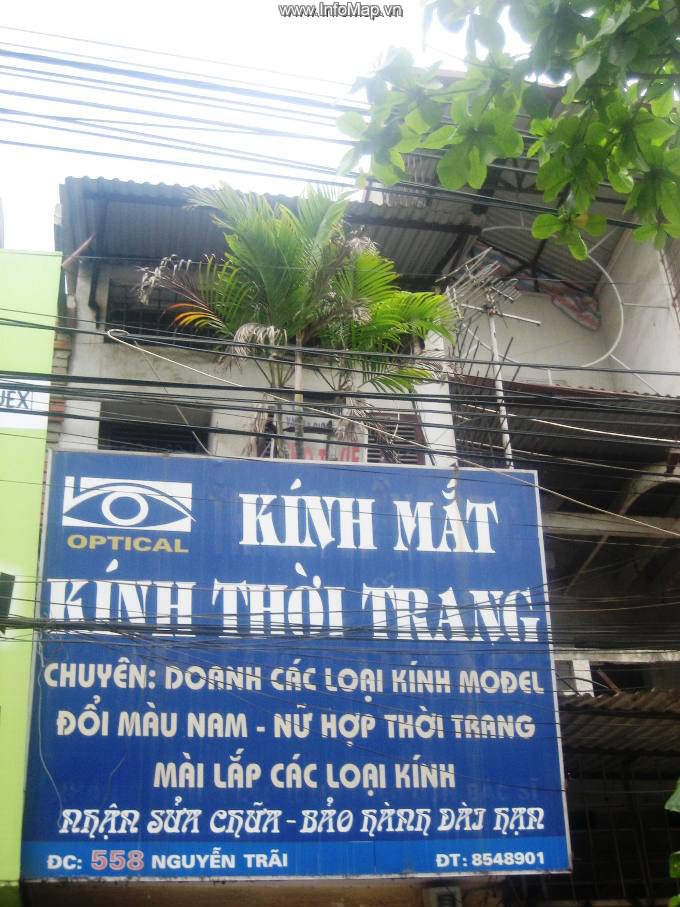 www.InfoMap.vn
UEX
OPTICAL
KÍNH MẮT
KÍNH THỜI TRANG
CHUYÊN: DOANH CÁC LOẠI KÍNH MOĐEL
ĐỔI MÀU NAM - NỮ HỢP THỜI TRANG
MÀI LẮP CÁC LOẠI KÍNH
NHẬN SỬA CHỮA - BẢO HÀNH DÀI HẠN
ĐC: 558 NGUYỄN TRÃI ĐT: 8548901